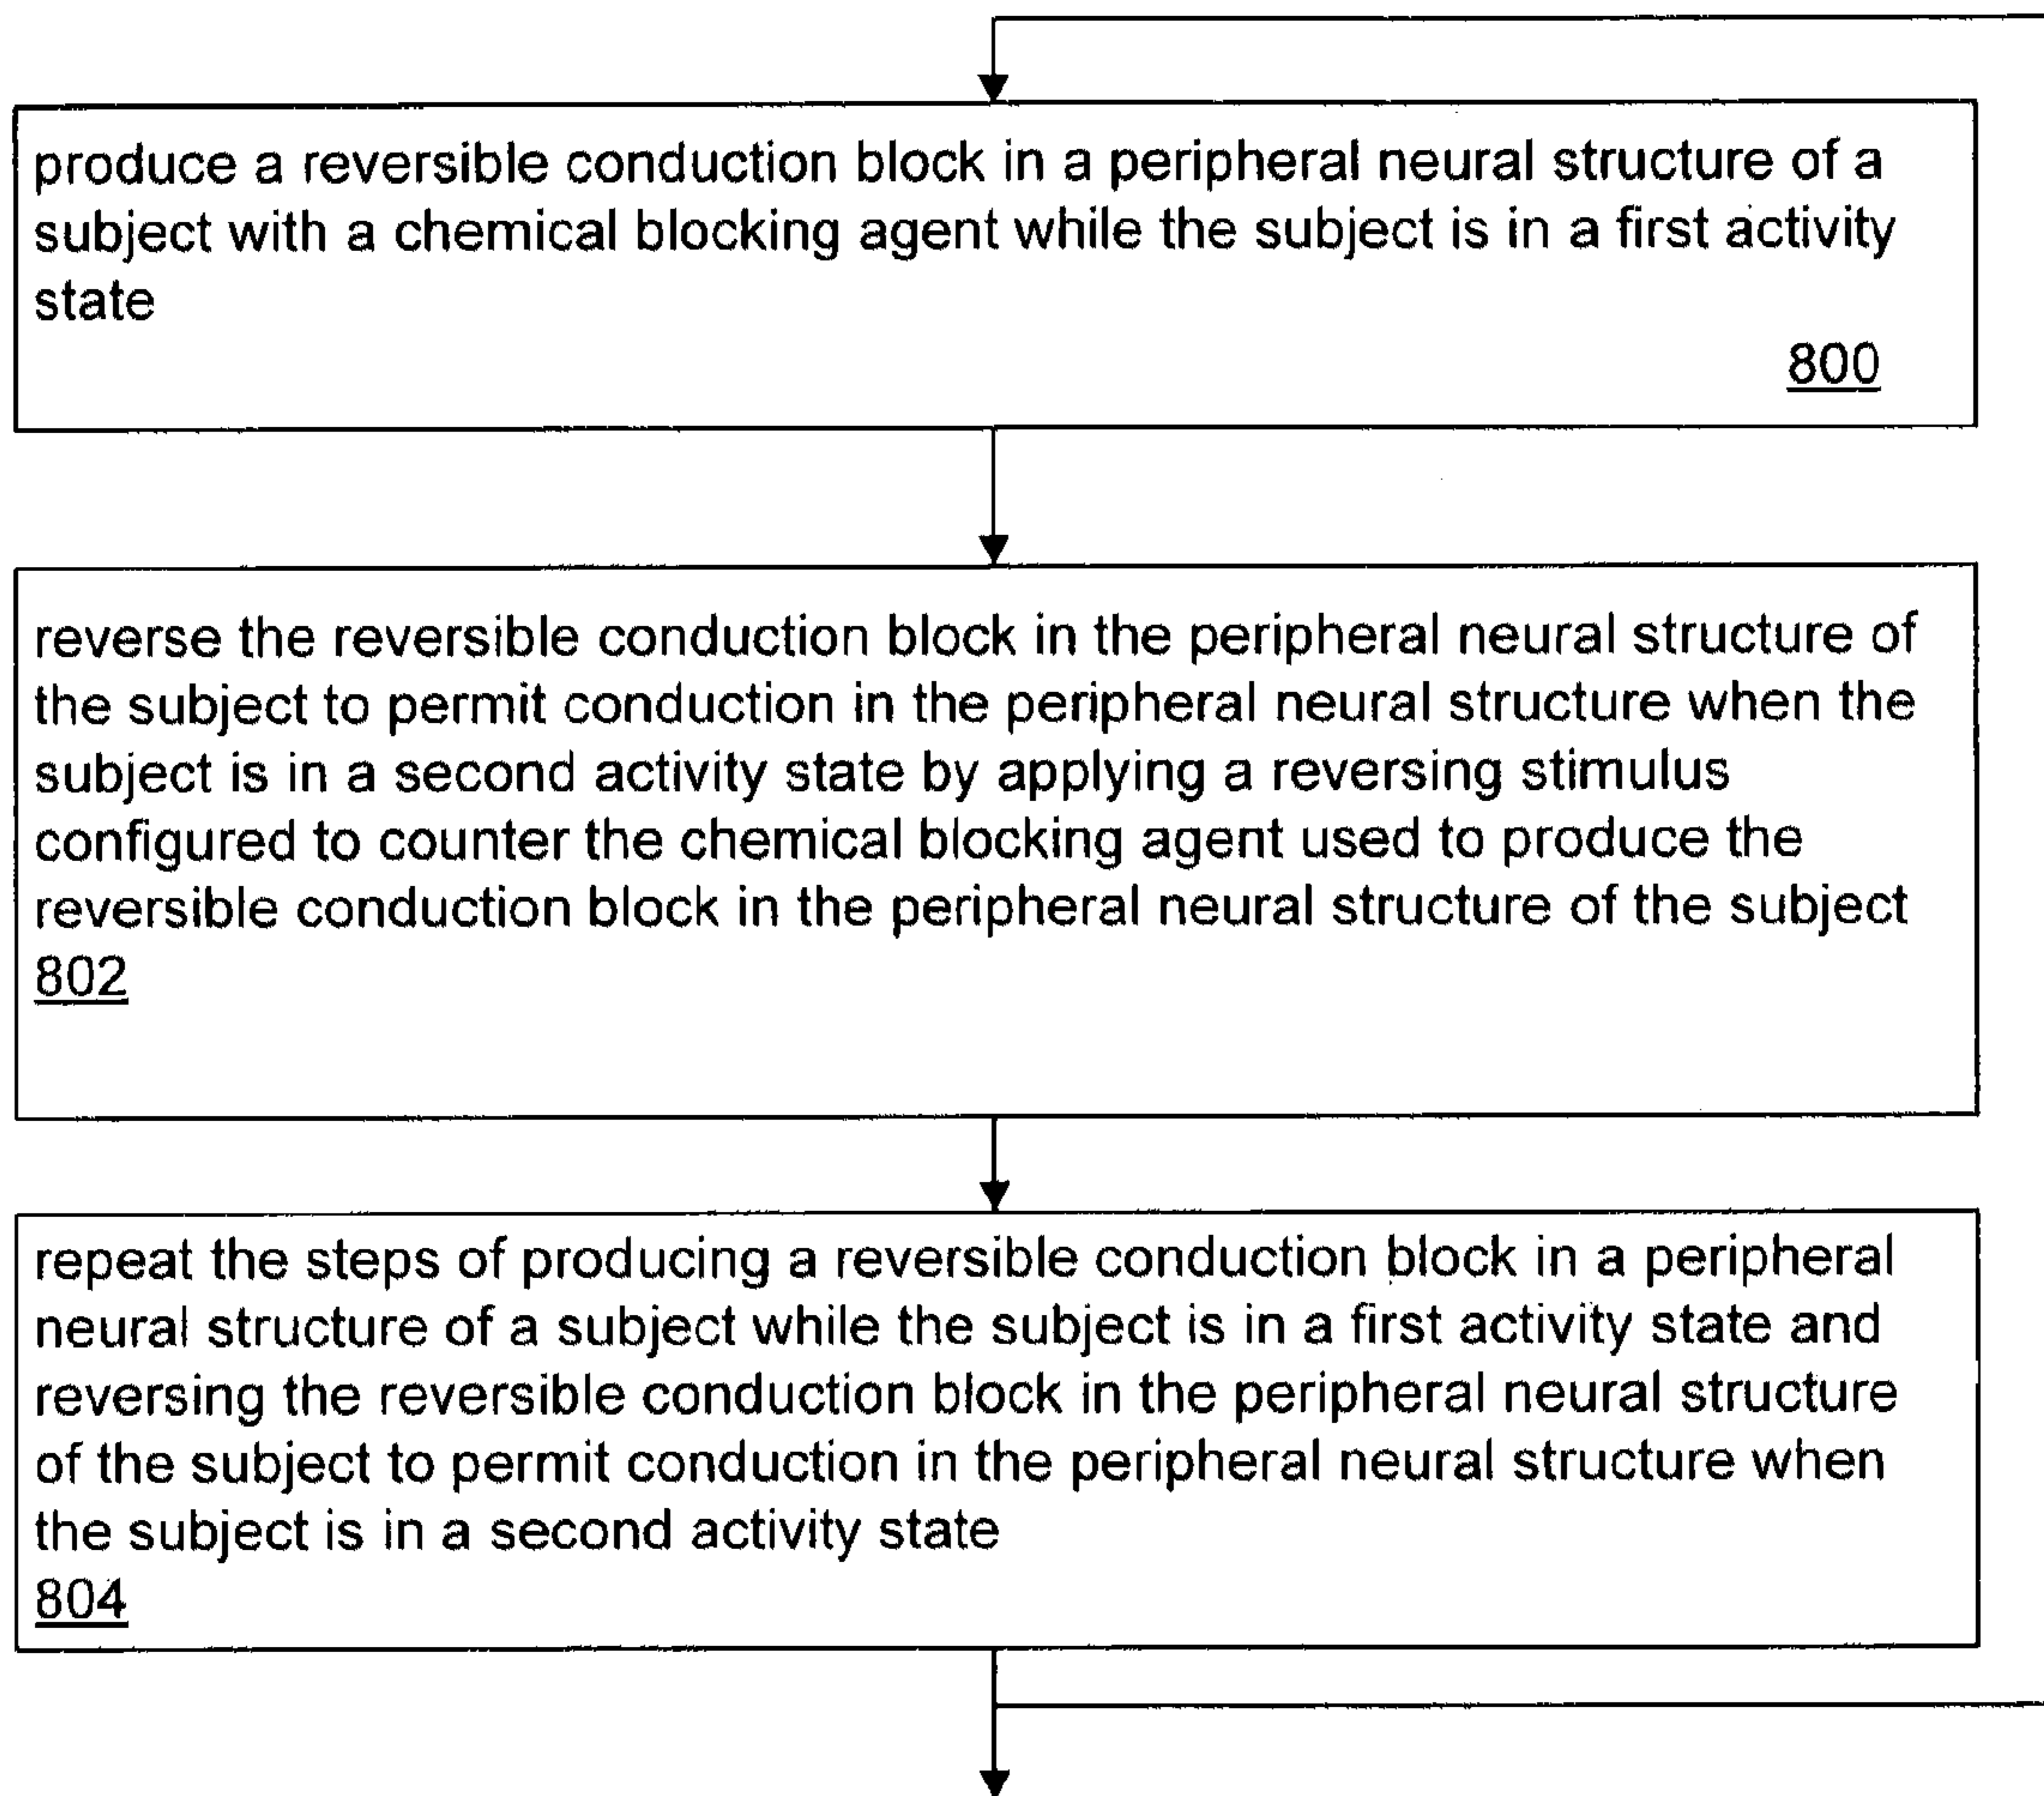 produce a reversible conduction block in a peripheral neural structure of a
subject with a chemical blocking agent while the subject is in a first activity
state
800
reverse the reversible conduction block in the peripheral neural structure of
the subject to permit conduction in the peripheral neural structure when the
subject is in a second activity state by applying a reversing stimulus
configured to counter the chemical blocking agent used to produce the
reversible conduction block in the peripheral neural structure of the subject
802
repeat the steps of producing a reversible conduction block in a peripheral
neural structure of a subject while the subject is in a first activity state and
reversing the reversible conduction block in the peripheral neural structure
of the subject to permit conduction in the peripheral neural structure when
the subject is in a second activity state
804